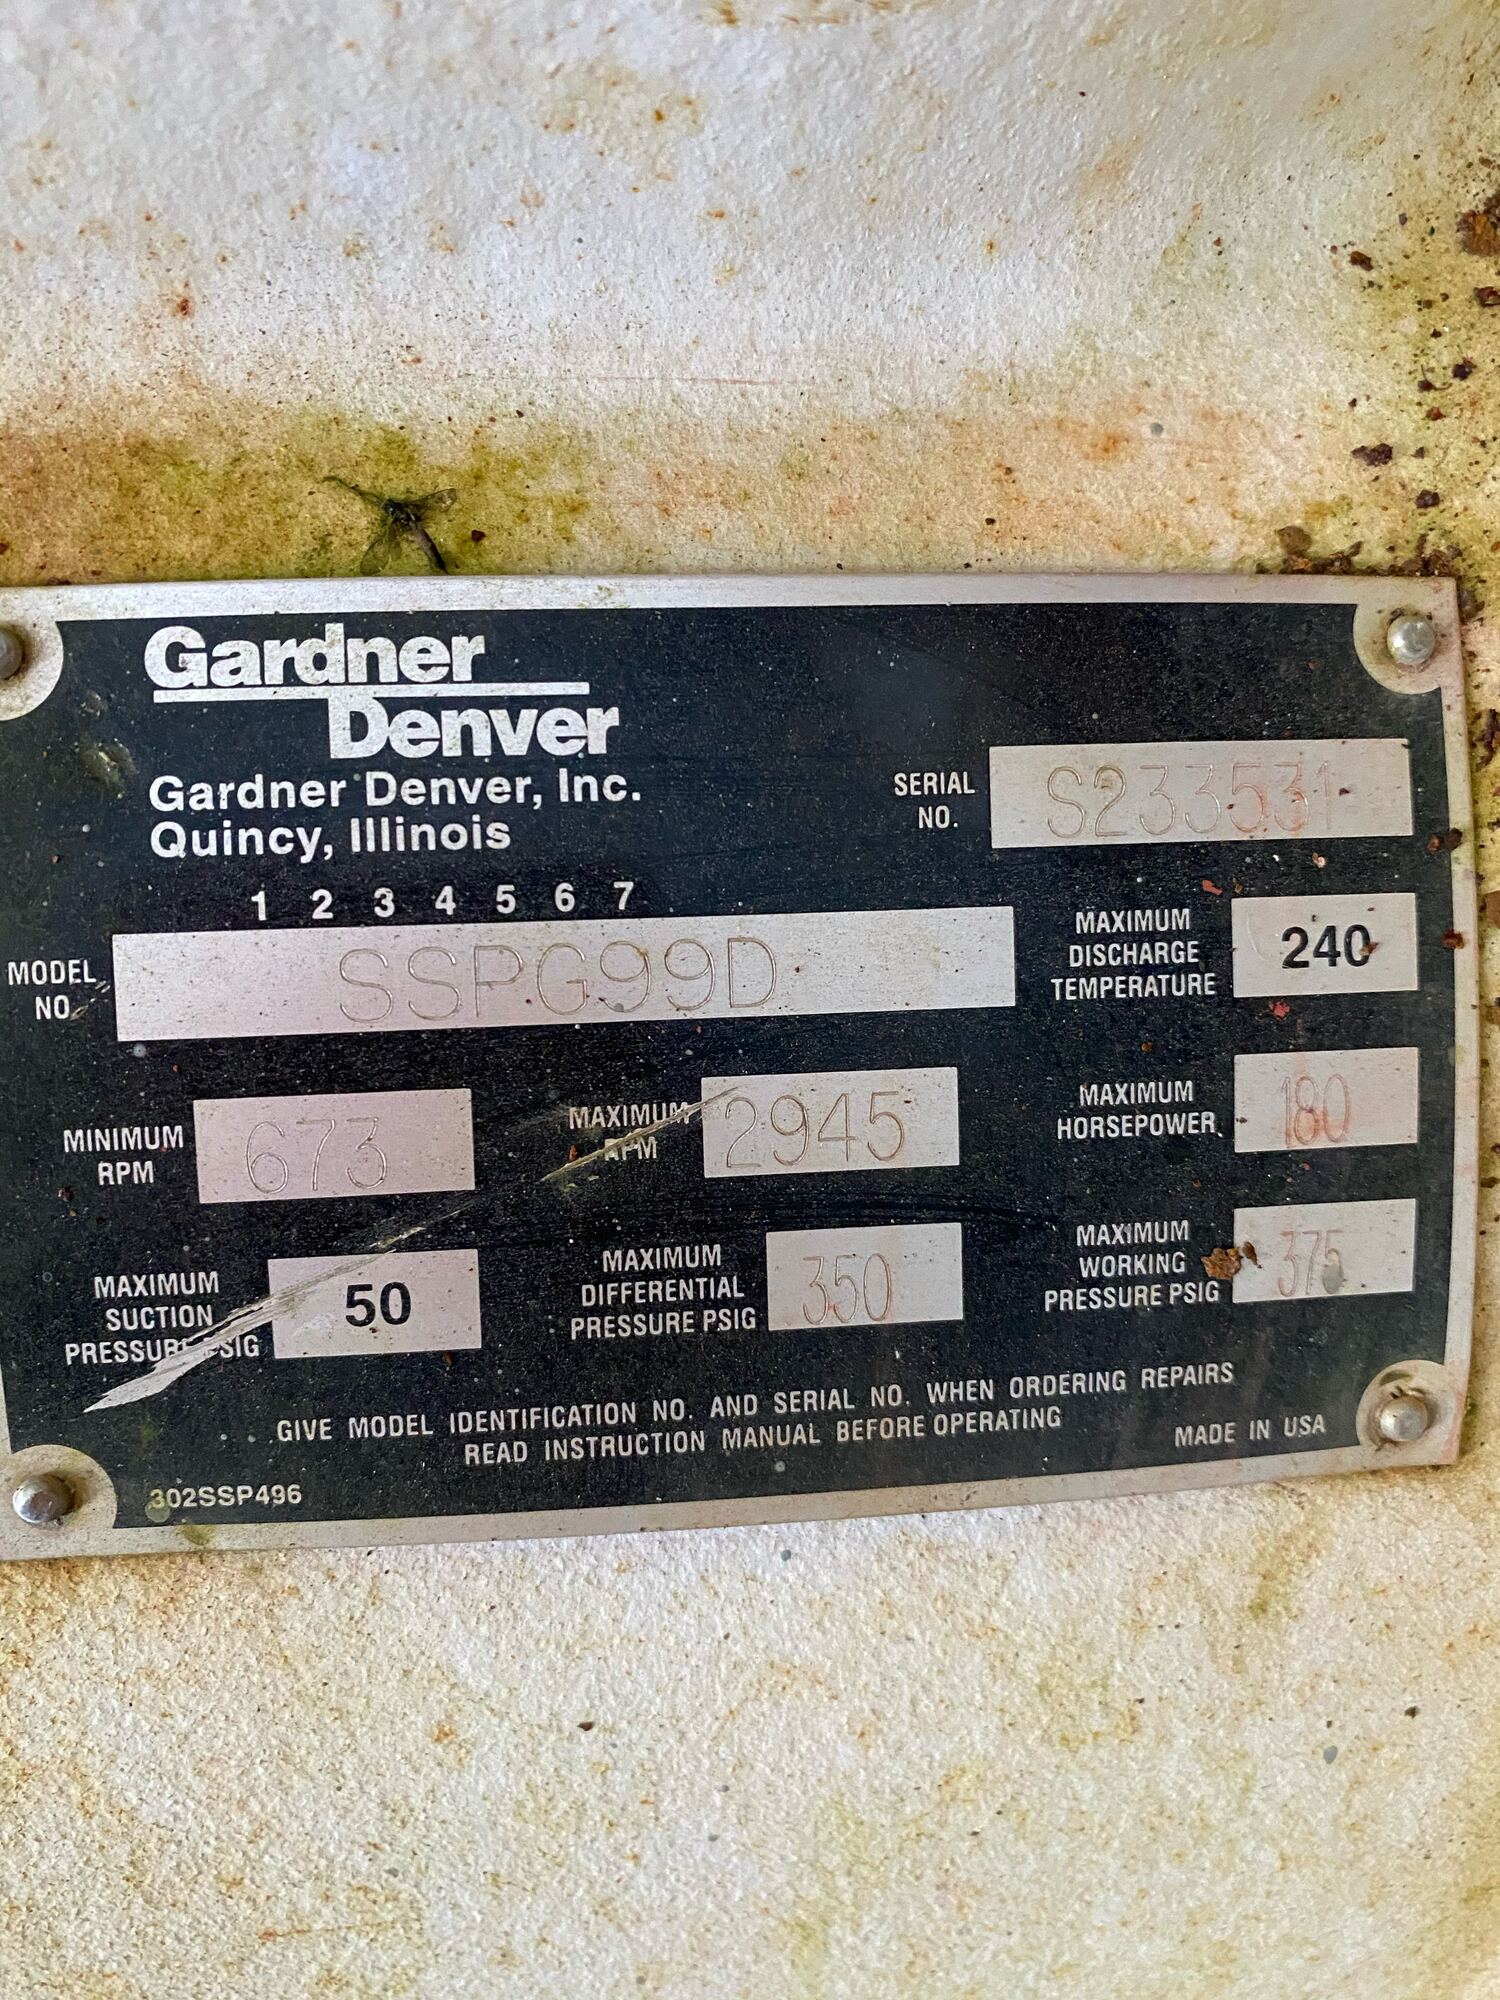 Gardner
Denver
Gardner Denver, Inc.
Quincy, Illinois
SERIAL
NO.
S233531
1 2 3 4 5 6 7
MODEL
NO.
SSPG99D
MAXIMUM
DISCHARGE
TEMPERATURE
240
MINIMUM
RPM
673
MAXIMUM
RPM
2945
MAXIMUM
HORSEPOWER
180
MAXIMUM
SUCTION
PRESSURE PSIG
50
MAXIMUM
DIFFERENTIAL
PRESSURE PSIG
350
MAXIMUM
WORKING
PRESSURE PSIG
375
GIVE MODEL IDENTIFICATION NO. AND SERIAL NO. WHEN ORDERING REPAIRS
READ INSTRUCTION MANUAL BEFORE OPERATING
MADE IN USA
302SSP496